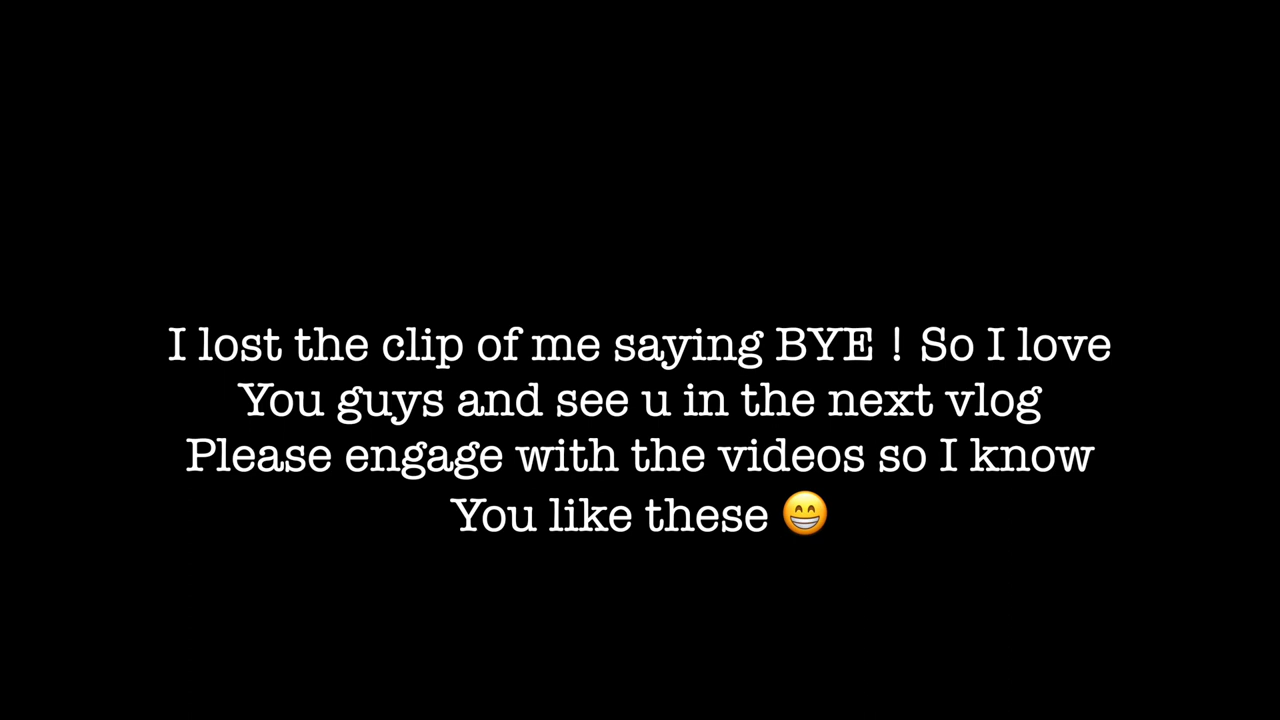 I lost the clip of me saying BYE ! So I love
You guys and see u in the next vlog
Please engage with the videos so I know
You like these 😁